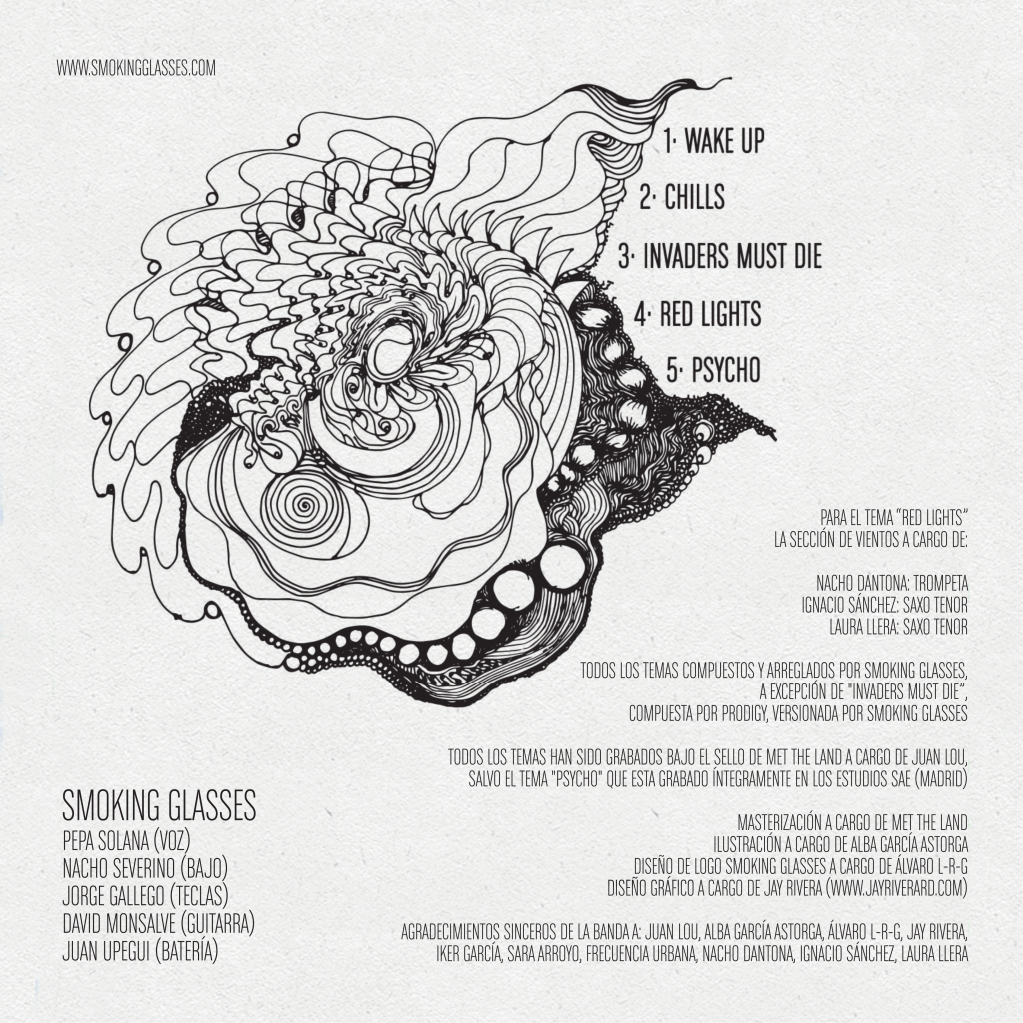 WWW.SMOKINGGLASSES.COM
1· WAKE UP
2· CHILLS
3· INVADERS MUST DIE
4· RED LIGHTS
5· PSYCHO
PARA EL TEMA "RED LIGHTS"
LA SECCIÓN DE VIENTOS A CARGO DE:
NACHO DANTONA: TROMPETA
IGNACIO SÁNCHEZ: SAXO TENOR
LAURA LLERA: SAXO TENOR
TODOS LOS TEMAS COMPUESTOS Y ARREGLADOS POR SMOKING GLASSES,
A EXCEPCIÓN DE "INVADERS MUST DIE",
COMPUESTA POR PRODIGY, VERSIONADA POR SMOKING GLASSES
TODOS LOS TEMAS HAN SIDO GRABADOS BAJO EL SELLO DE MET THE LAND A CARGO DE JUAN LOU,
SALVO EL TEMA "PSYCHO" QUE ESTA GRABADO ÍNTEGRAMENTE EN LOS ESTUDIOS SAE (MADRID)
MASTERIZACIÓN A CARGO DE MET THE LAND
ILUSTRACIÓN A CARGO DE ALBA GARCÍA ASTORGA
DISEÑO DE LOGO SMOKING GLASSES A CARGO DE ÁLVARO L-R-G
DISEÑO GRÁFICO A CARGO DE JAY RIVERA (WWW.JAYRIVERARD.COM)
AGRADECIMIENTOS SINCEROS DE LA BANDA A: JUAN LOU, ALBA GARCÍA ASTORGA, ÁLVARO L-R-G, JAY RIVERA,
IKER GARCÍA, SARA ARROYO, FRECUENCIA URBANA, NACHO DANTONA, IGNACIO SÁNCHEZ, LAURA LLERA
SMOKING GLASSES
PEPA SOLANA (VOZ)
NACHO SEVERINO (BAJO)
JORGE GALLEGO (TECLAS)
DAVID MONSALVE (GUITARRA)
JUAN UPEGUI (BATERÍA)